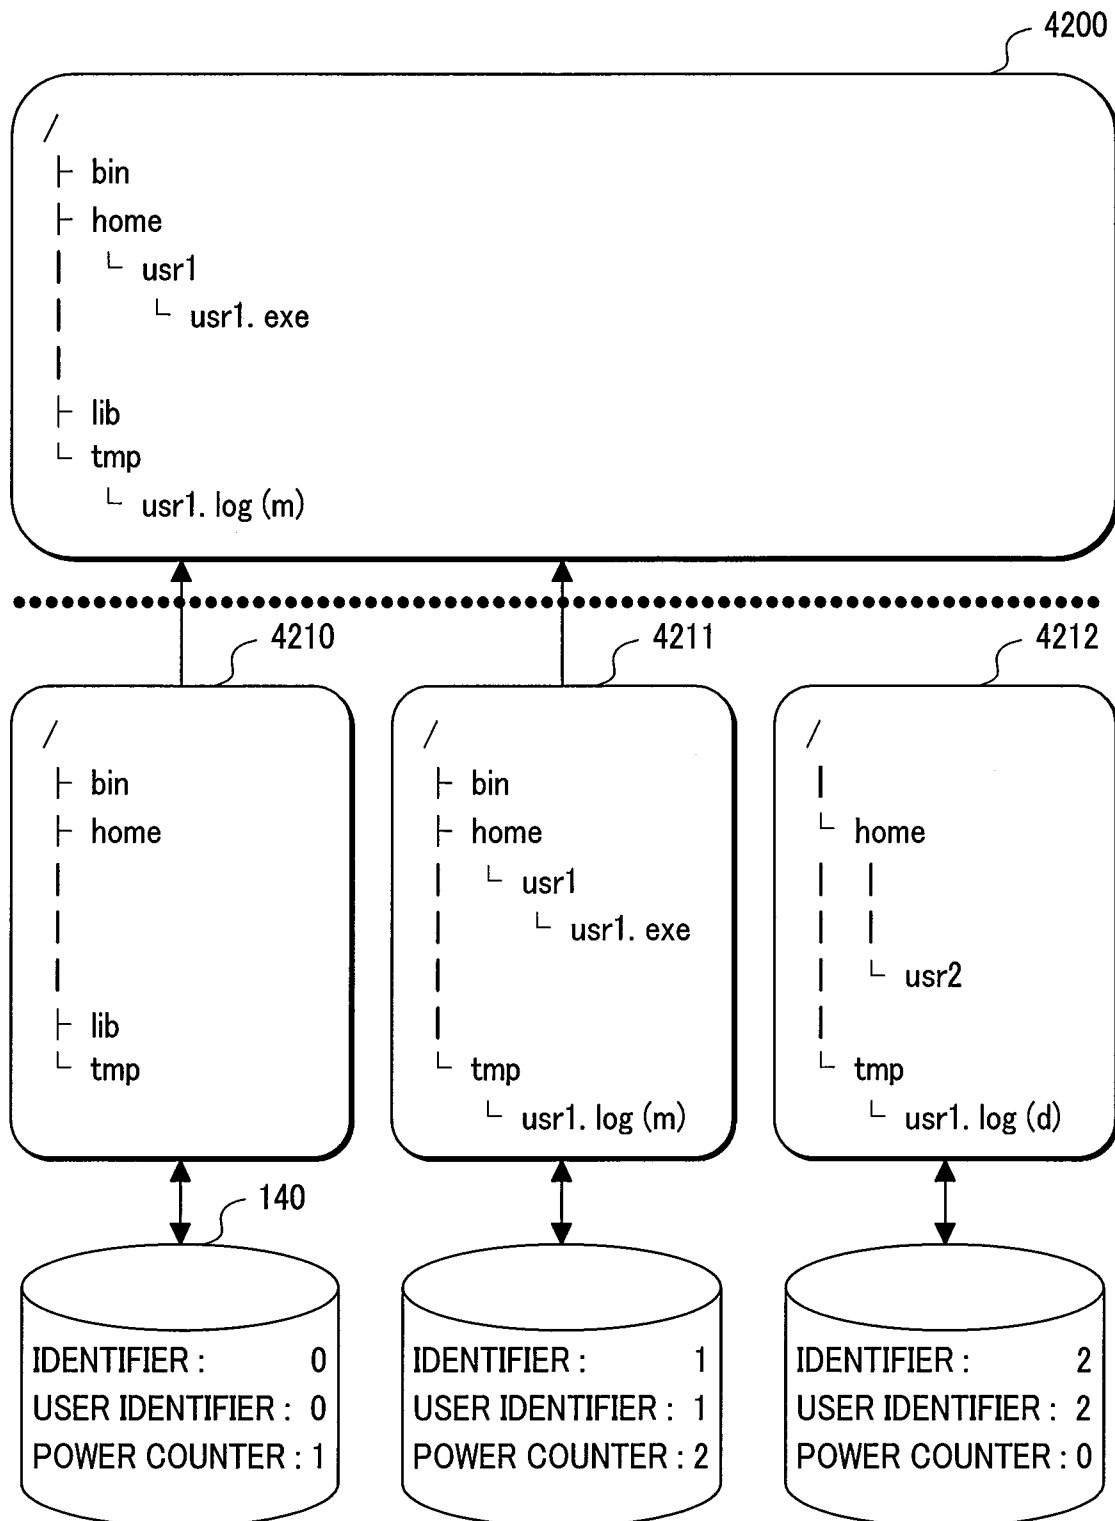 4200
/
├ bin
├ home
│ └ usr1
│ └ usr1. exe
│
├ lib
└ tmp
└ usr1. log (m)
4210
/
├ bin
├ home
│
│
│
├ lib
└ tmp
4211
/
├ bin
├ home
│ └ usr1
│ └ usr1. exe
│
│
└ tmp
└ usr1. log (m)
4212
/
│
└ home
│ │
│ │
│ └ usr2
│
└ tmp
└ usr1. log (d)
140
IDENTIFIER : 0
USER IDENTIFIER : 0
POWER COUNTER : 1
IDENTIFIER : 1
USER IDENTIFIER : 1
POWER COUNTER : 2
IDENTIFIER : 2
USER IDENTIFIER : 2
POWER COUNTER : 0